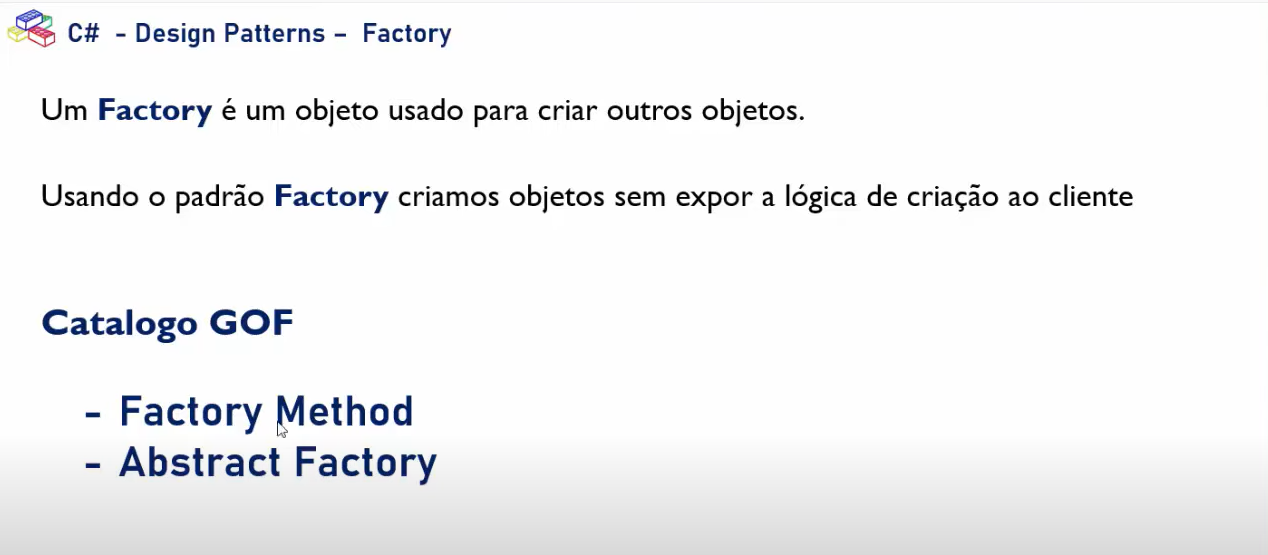 C# - Design Patterns – Factory
Um Factory é um objeto usado para criar outros objetos.
Usando o padrão Factory criamos objetos sem expor a lógica de criação ao cliente
Catalogo GOF
- Factory Method
- Abstract Factory